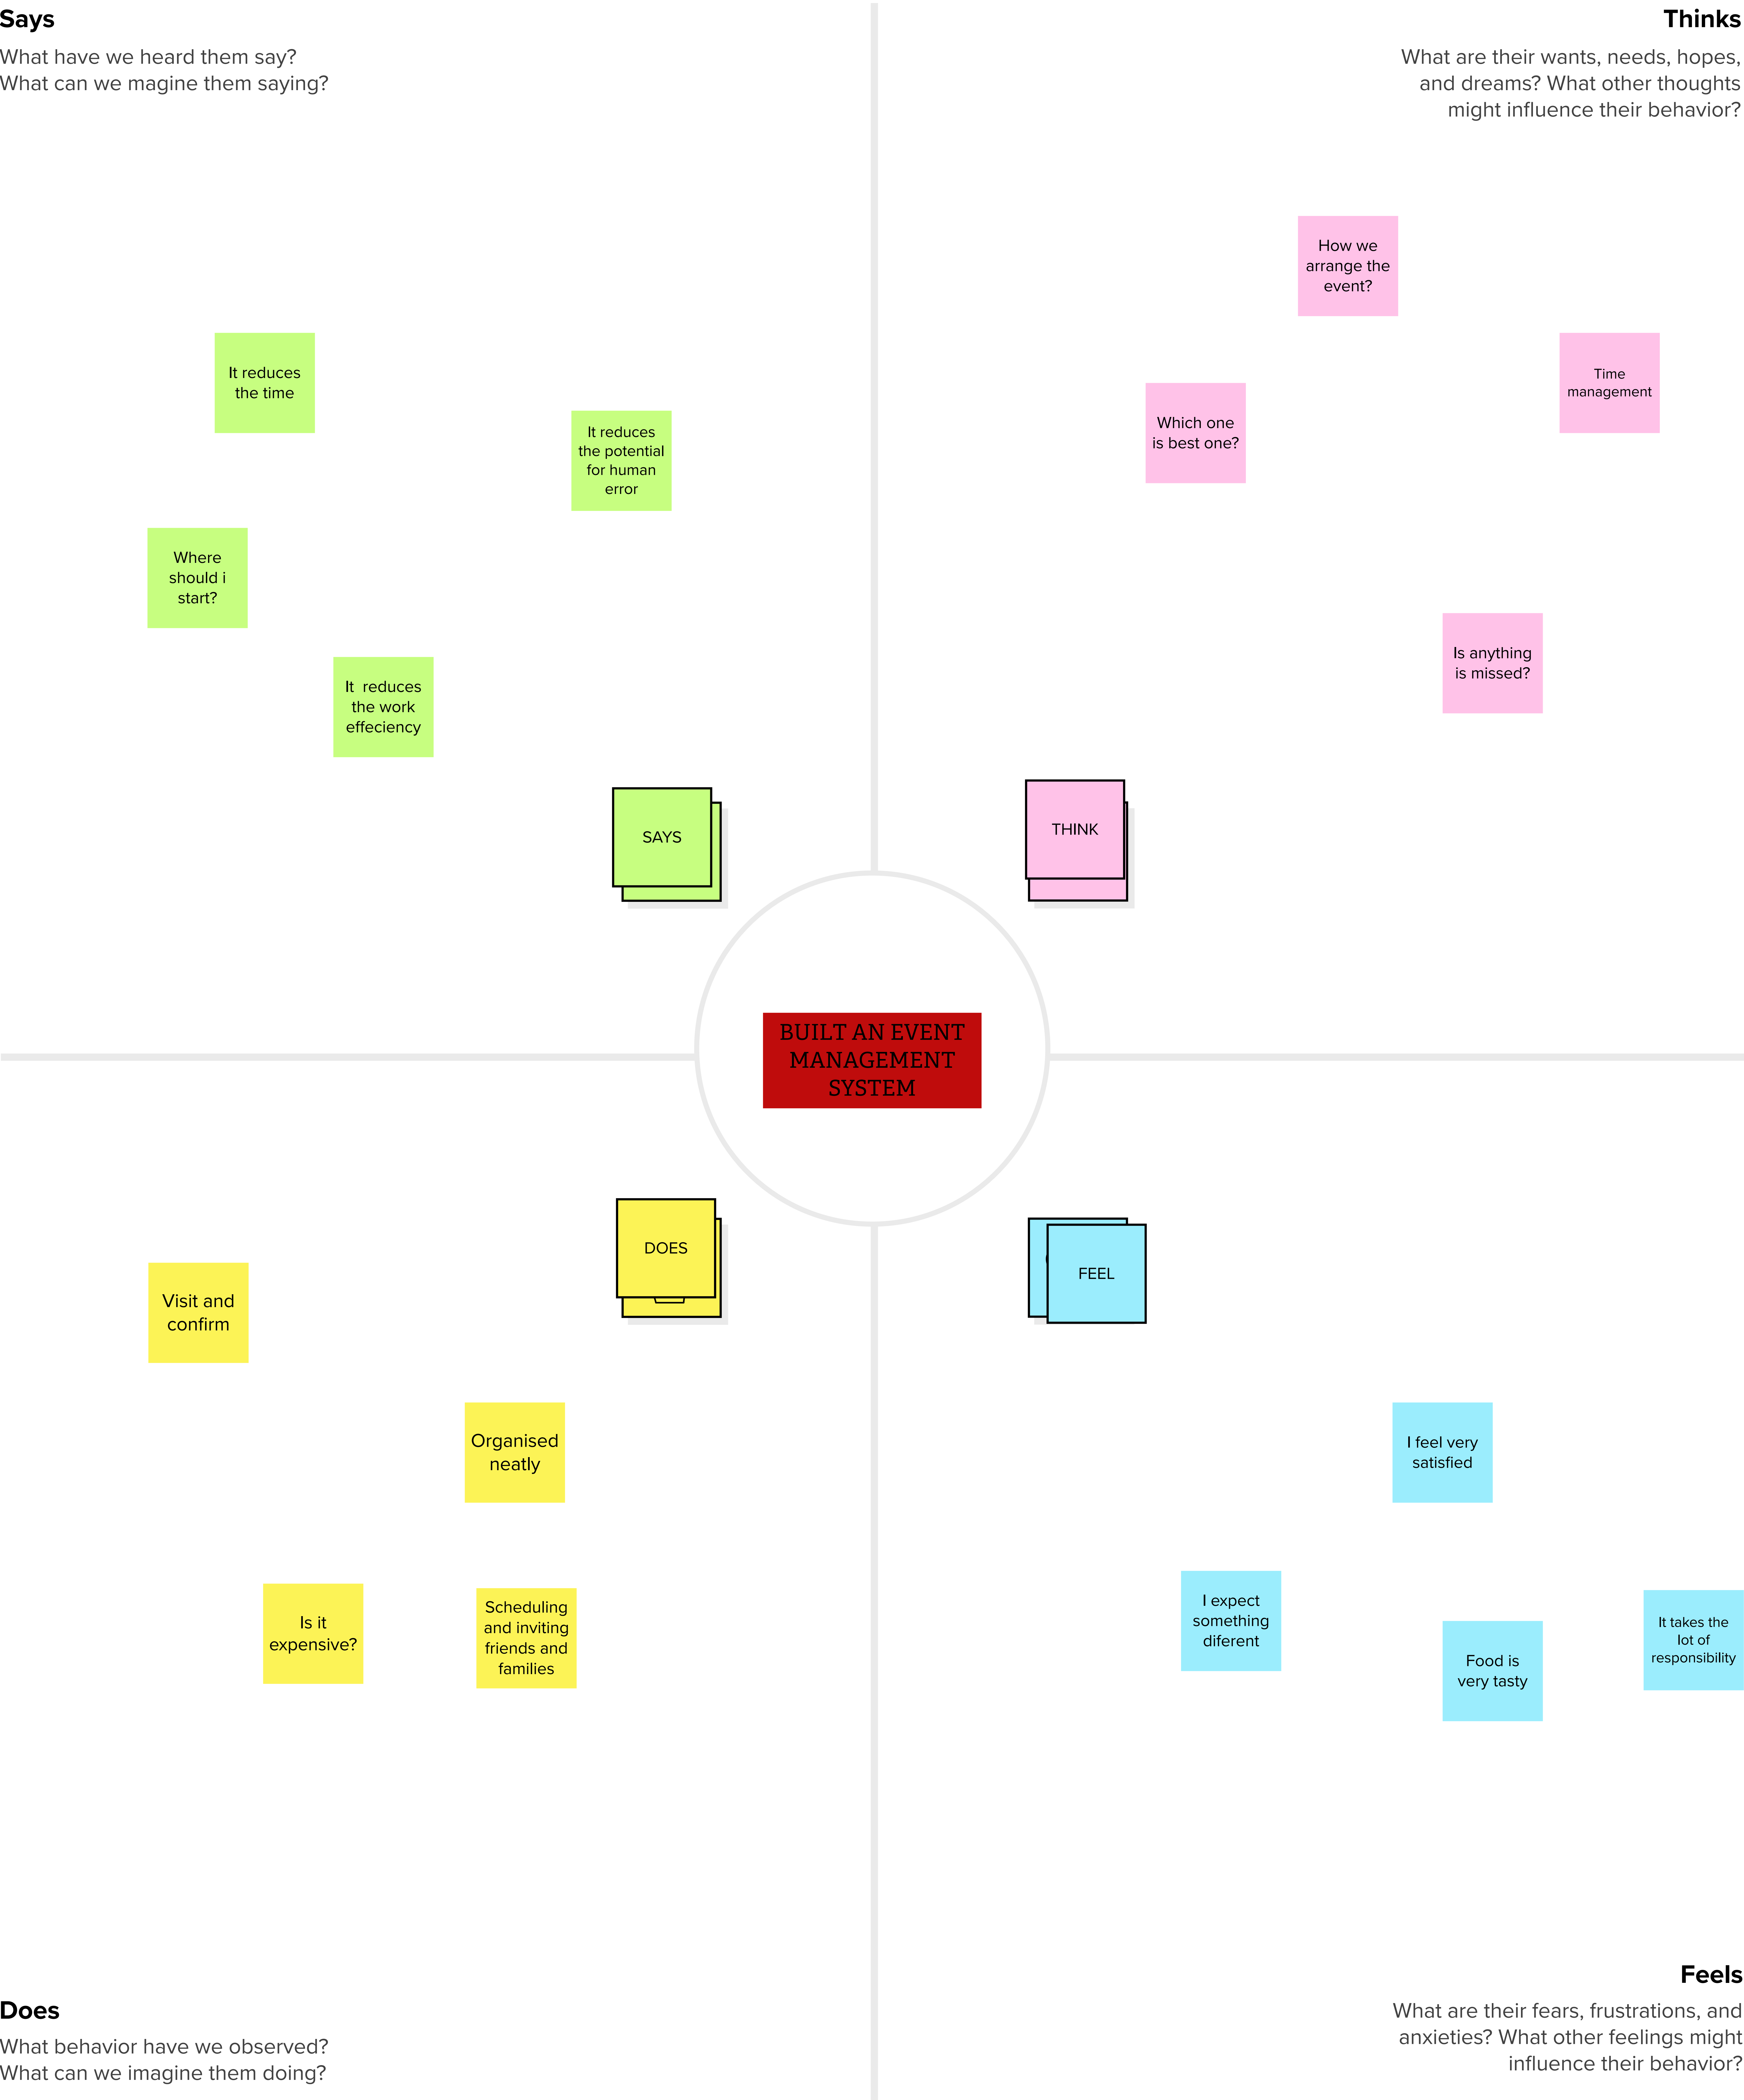 Says
What have we heard them say?
What can we magine them saying?
Thinks
What are their wants, needs, hopes,
and dreams? What other thoughts
might influence their behavior?
It reduces
the time
It reduces
the potential
for human
error
Where
should i
start?
It  reduces
the work
effeciency
SAYS
How we
arrange the
event?
Time
management
Which one
is best one?
Is anything
is missed?
THINK
BUILT AN EVENT
MANAGEMENT
SYSTEM
DOES
Visit and
confirm
Organised
neatly
Is it
expensive?
Scheduling
and inviting
friends and
families
FEEL
I feel very
satisfied
I expect
something
diferent
Food is
very tasty
It takes the
lot of
responsibility
Does
What behavior have we observed?
What can we imagine them doing?
Feels
What are their fears, frustrations, and
anxieties? What other feelings might
influence their behavior?